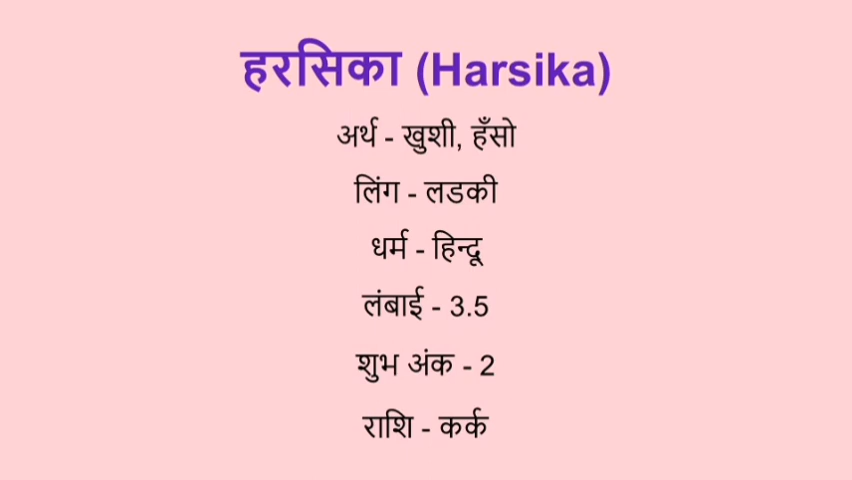 हरसिका (Harsika)
अर्थ - खुशी, हँसो
लिंग - लडकी
धर्म - हिन्दू
लंबाई - 3.5
शुभ अंक - 2
राशि - कर्क